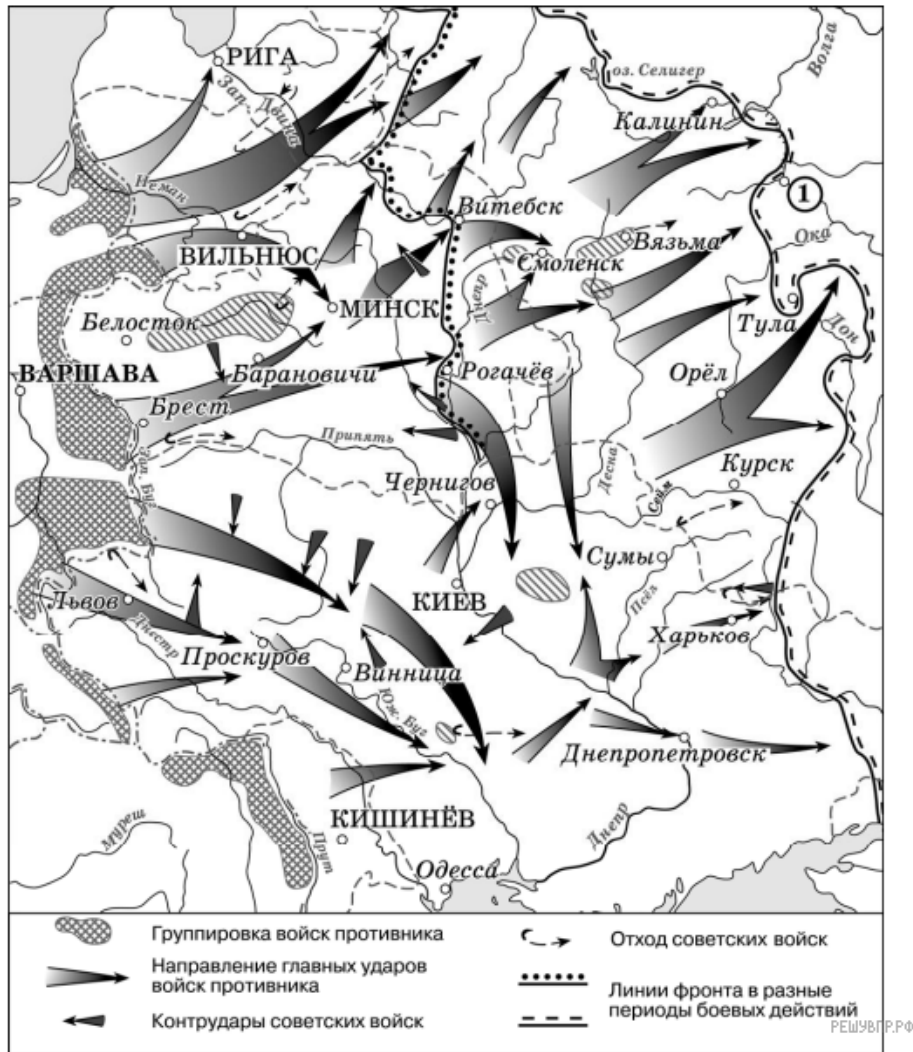 РИГА
Зап. Двина
оз. Селигер
Волга
Калинин
Неман
1
Витебск
Вязьма
Ока
ВИЛЬНЮС
Смоленск
Днепр
МИНСК
Белосток
Тула
Дон
ВАРШАВА
Барановичи
Рогачёв
Орёл
Брест
Припять
Зап. Буг
Десна
Курск
Чернигов
Сейм
Сумы
Львов
КИЕВ
Псёл
Днестр
Харьков
Проскуров
Винница
Юж. Буг
Днепропетровск
КИШИНЁВ
Муреш
Прут
Днепр
Одесса
Группировка войск противника
Направление главных ударов
войск противника
Контрудары советских войск
Отход советских войск
Линии фронта в разные
периоды боевых действий
РЕШУВПР.РФ